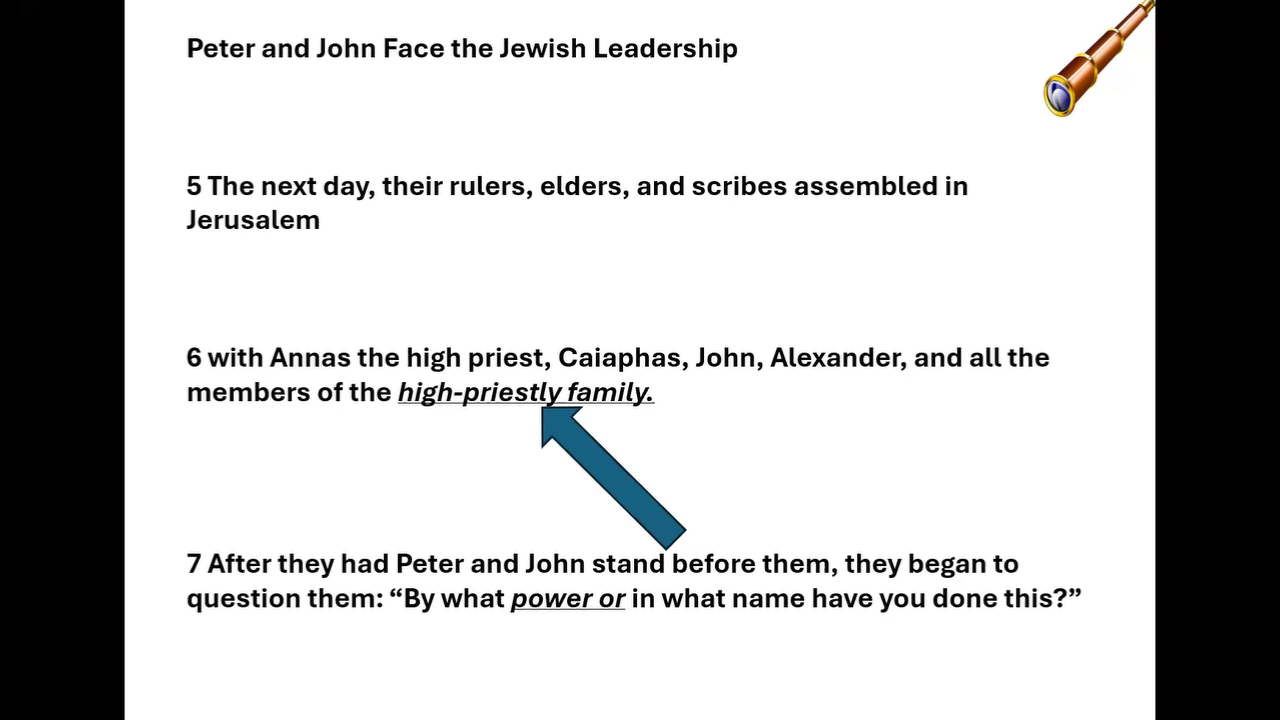 Peter and John Face the Jewish Leadership
5 The next day, their rulers, elders, and scribes assembled in
Jerusalem
6 with Annas the high priest, Caiaphas, John, Alexander, and all the
members of the high-priestly family.
7 After they had Peter and John stand before them, they began to
question them: “By what power or in what name have you done this?”